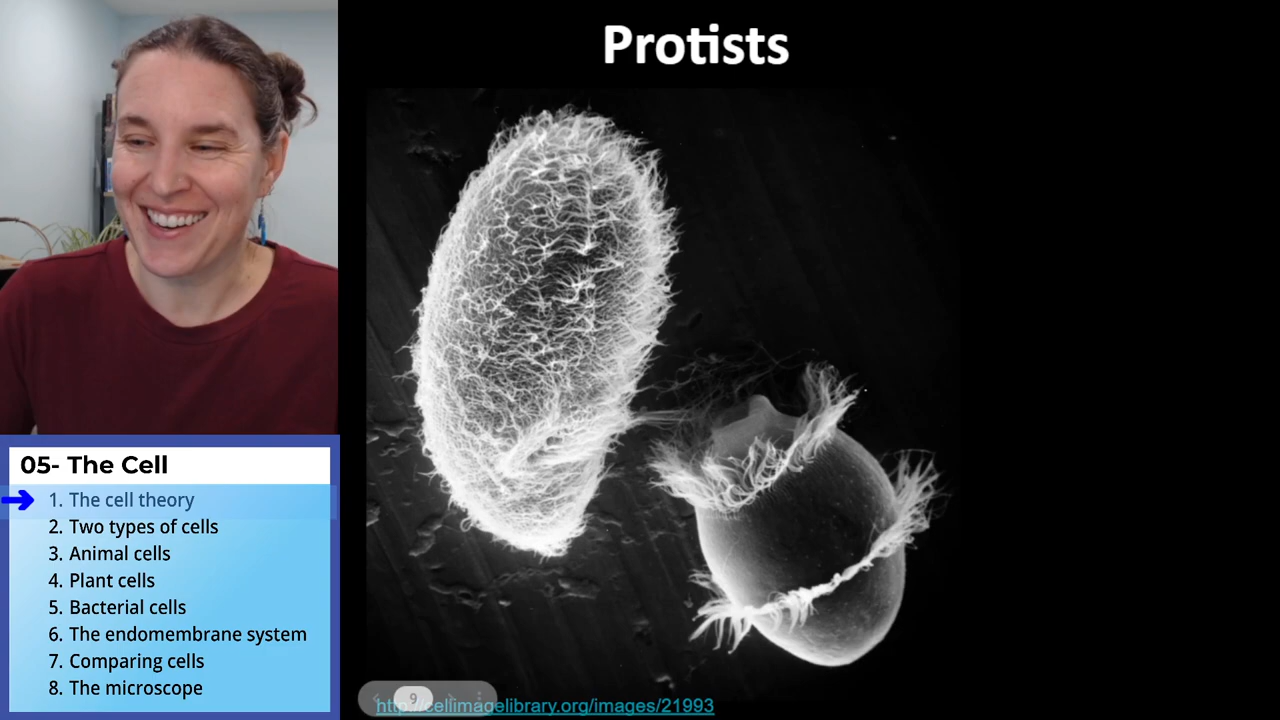 Protists
05- The Cell
1. The cell theory
2. Two types of cells
3. Animal cells
4. Plant cells
5. Bacterial cells
6. The endomembrane system
7. Comparing cells
8. The microscope
9
http://cellimagelibrary.org/images/21993